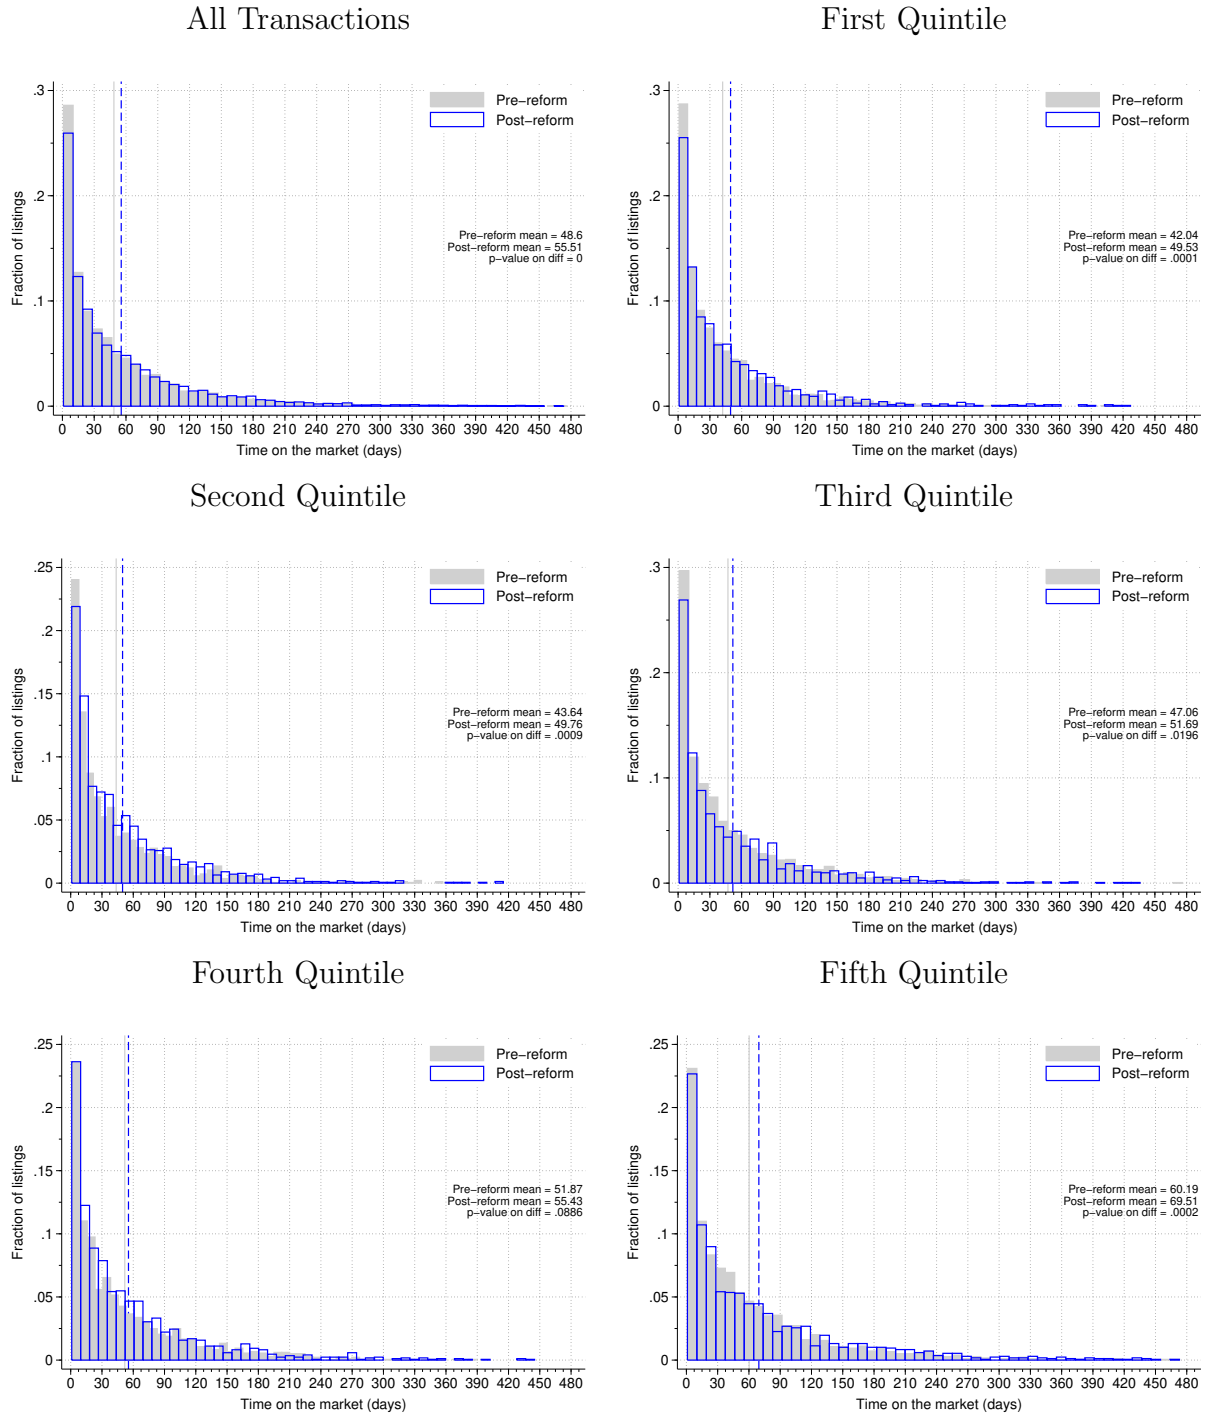 All Transactions
.3
.2
.1
0
Fraction of listings
Pre−reform
Post−reform
Pre−reform mean = 48.6
Post−reform mean = 55.51
p−value on diff = 0
0 30 60 90 120 150 180 210 240 270 300 330 360 390 420 450 480
Time on the market (days)
First Quintile
.3
.2
.1
0
Fraction of listings
Pre−reform
Post−reform
Pre−reform mean = 42.04
Post−reform mean = 49.53
p−value on diff = .0001
0 30 60 90 120 150 180 210 240 270 300 330 360 390 420 450 480
Time on the market (days)
Second Quintile
.25
.2
.15
.1
.05
0
Fraction of listings
Pre−reform
Post−reform
Pre−reform mean = 43.64
Post−reform mean = 49.76
p−value on diff = .0009
0 30 60 90 120 150 180 210 240 270 300 330 360 390 420 450 480
Time on the market (days)
Third Quintile
.3
.2
.1
0
Fraction of listings
Pre−reform
Post−reform
Pre−reform mean = 47.06
Post−reform mean = 51.69
p−value on diff = .0196
0 30 60 90 120 150 180 210 240 270 300 330 360 390 420 450 480
Time on the market (days)
Fourth Quintile
.25
.2
.15
.1
.05
0
Fraction of listings
Pre−reform
Post−reform
Pre−reform mean = 51.87
Post−reform mean = 55.43
p−value on diff = .0886
0 30 60 90 120 150 180 210 240 270 300 330 360 390 420 450 480
Time on the market (days)
Fifth Quintile
.25
.2
.15
.1
.05
0
Fraction of listings
Pre−reform
Post−reform
Pre−reform mean = 60.19
Post−reform mean = 69.51
p−value on diff = .0002
0 30 60 90 120 150 180 210 240 270 300 330 360 390 420 450 480
Time on the market (days)